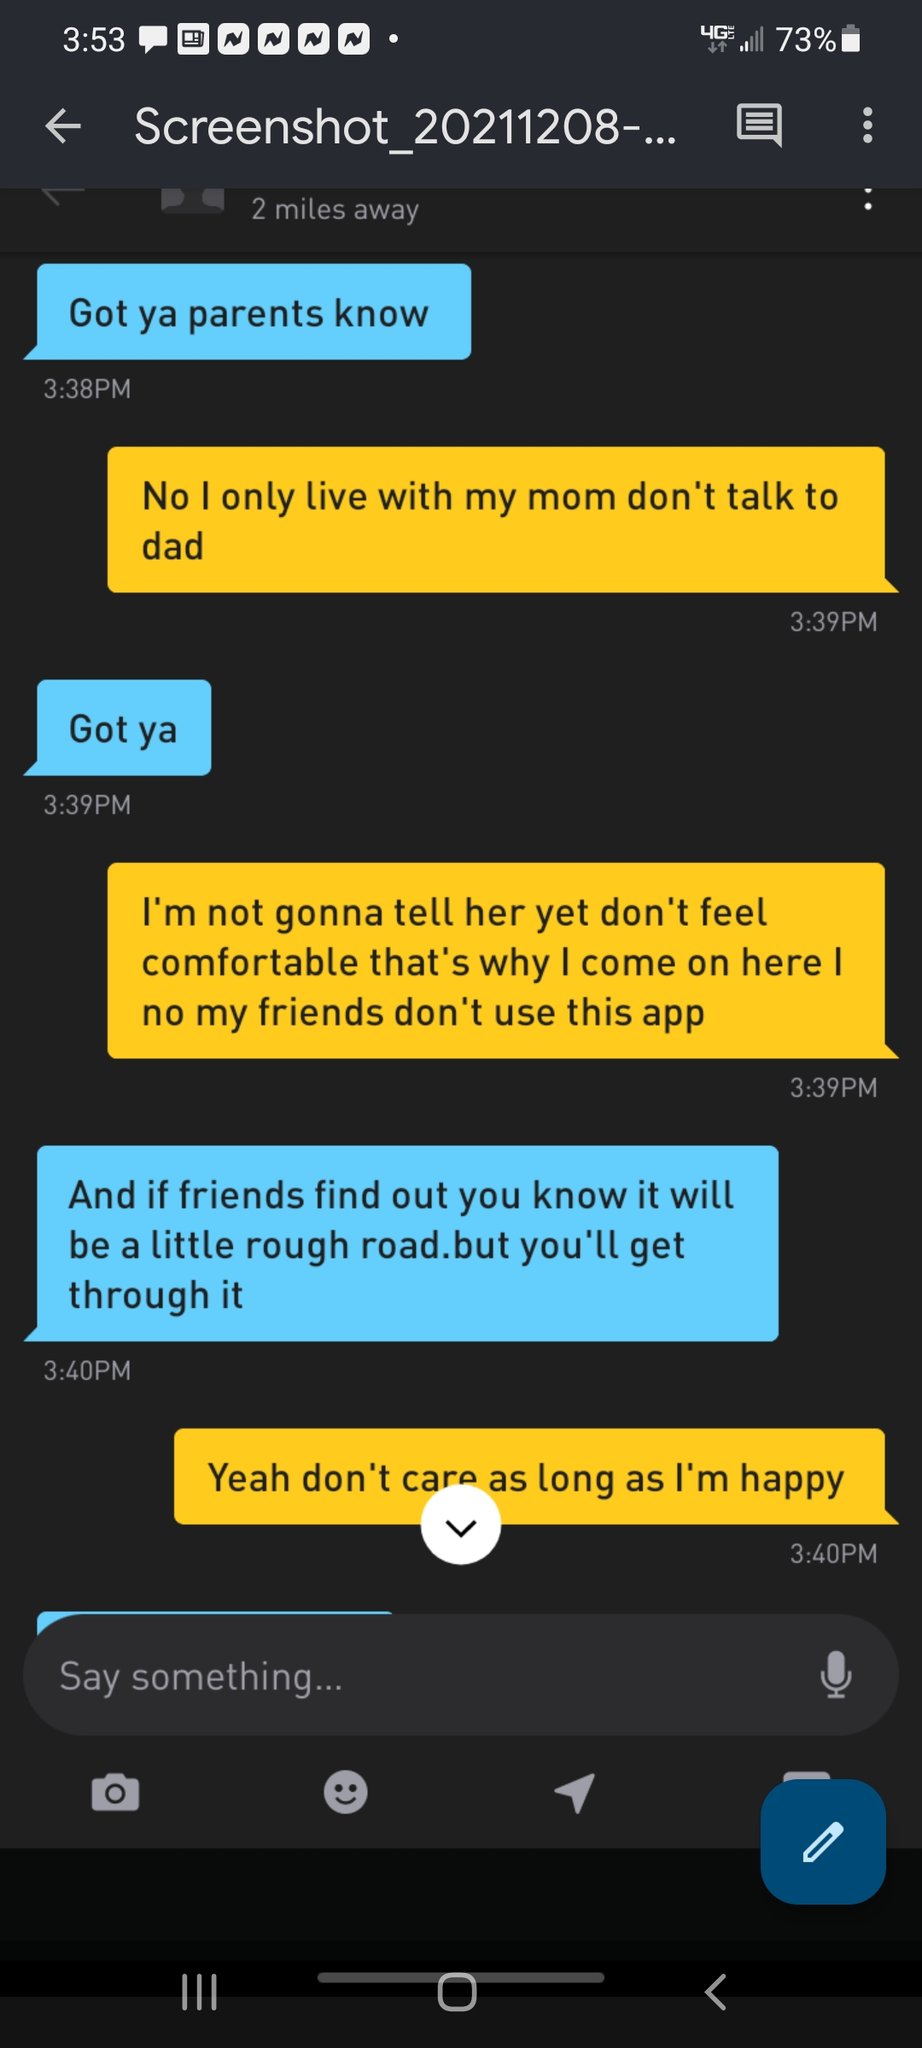 3:53
4G LTE 73%
Screenshot_20211208-...
2 miles away
Got ya parents know
3:38PM
No I only live with my mom don't talk to
dad
3:39PM
Got ya
3:39PM
I'm not gonna tell her yet don't feel
comfortable that's why I come on here I
no my friends don't use this app
3:39PM
And if friends find out you know it will
be a little rough road.but you'll get
through it
3:40PM
Yeah don't care as long as I'm happy
3:40PM
Say something...